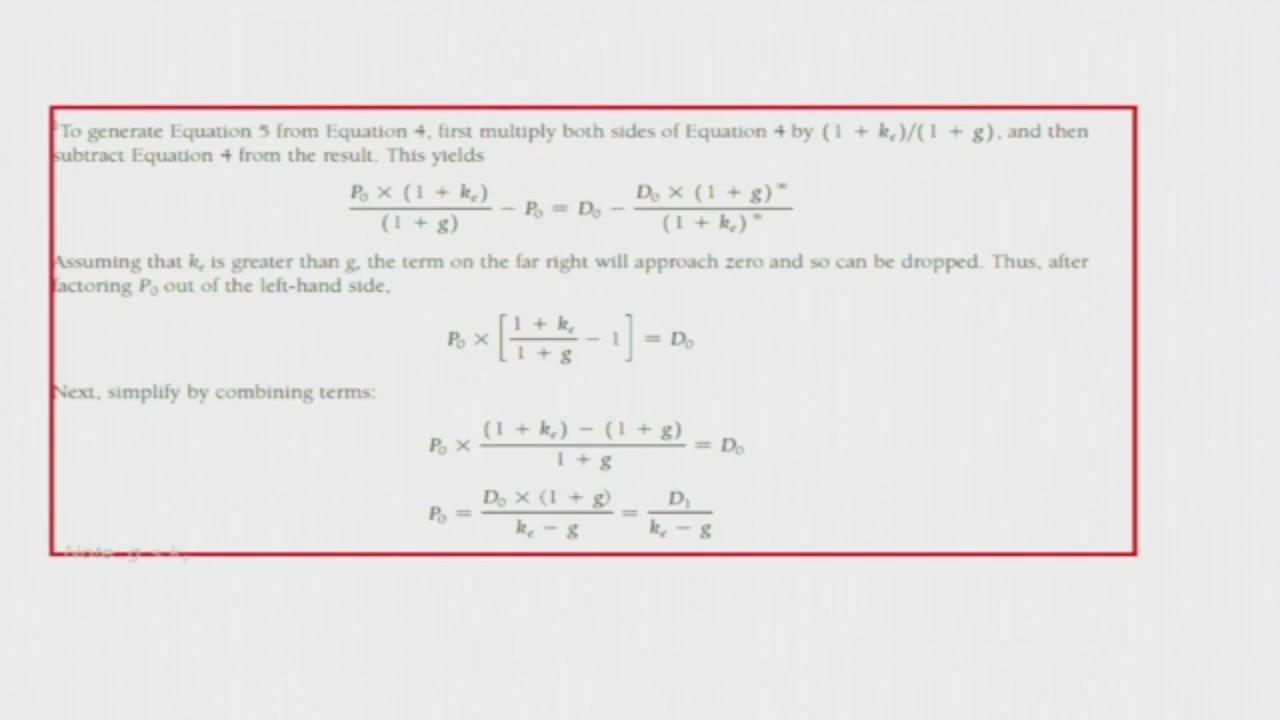 ¹To generate Equation 5 from Equation 4, first multiply both sides of Equation 4 by (1 + kₑ)/(1 + g), and then
subtract Equation 4 from the result. This yields
P₀ × (1 + kₑ)/(1 + g) − P₀ = D₀ − D₀ × (1 + g)^∞/(1 + kₑ)^∞
Assuming that kₑ is greater than g, the term on the far right will approach zero and so can be dropped. Thus, after
factoring P₀ out of the left-hand side,
P₀ × [(1 + kₑ)/(1 + g) − 1] = D₀
Next, simplify by combining terms:
P₀ × ((1 + kₑ) − (1 + g))/(1 + g) = D₀
P₀ = D₀ × (1 + g)/(kₑ − g) = D₁/(kₑ − g)
Note: g < kₑ